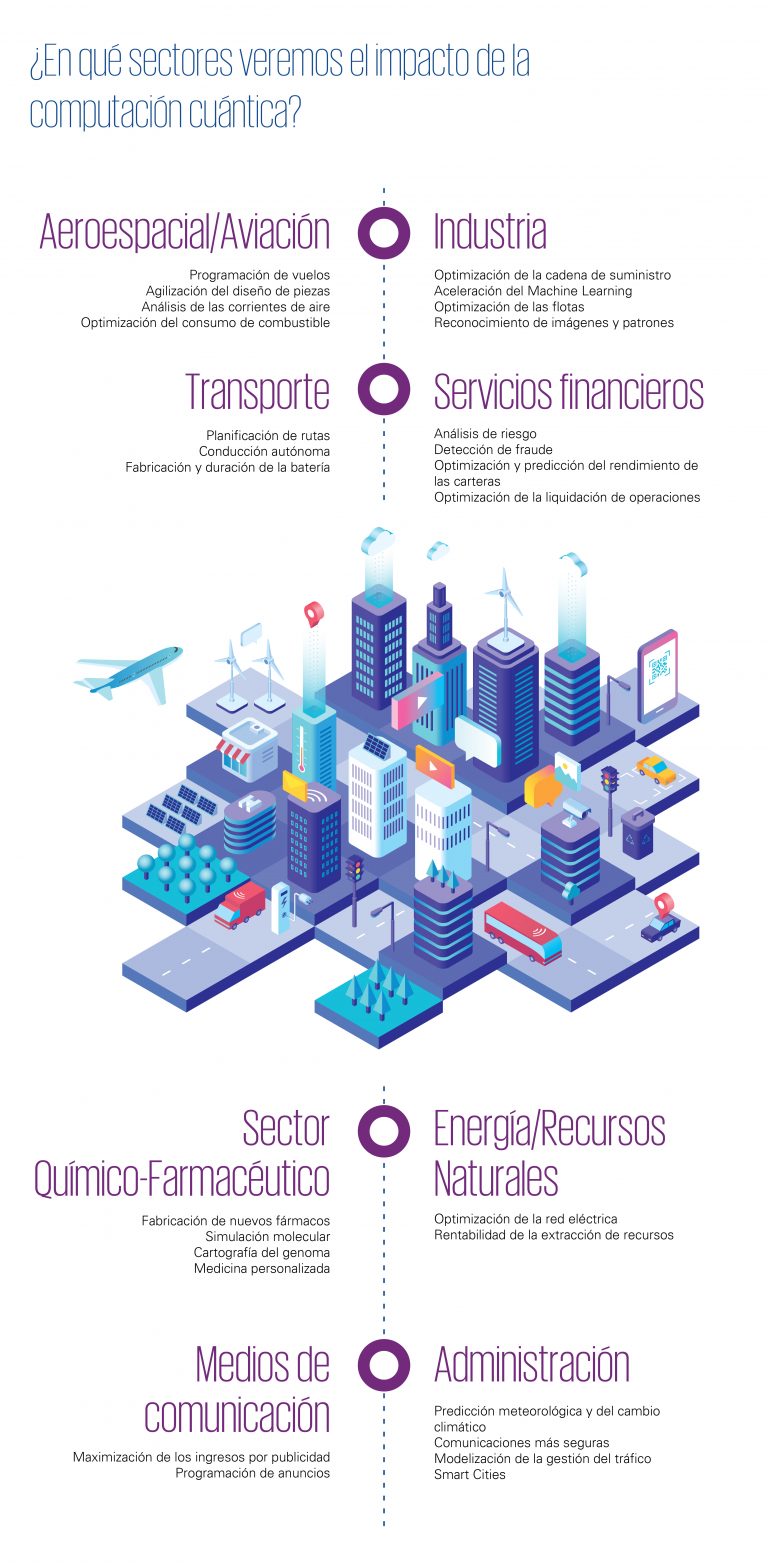 ¿En qué sectores veremos el impacto de la
computación cuántica?
Aeroespacial/Aviación
Programación de vuelos
Agilización del diseño de piezas
Análisis de las corrientes de aire
Optimización del consumo de combustible
Industria
Optimización de la cadena de suministro
Aceleración del Machine Learning
Optimización de las flotas
Reconocimiento de imágenes y patrones
Transporte
Planificación de rutas
Conducción autónoma
Fabricación y duración de la batería
Servicios financieros
Análisis de riesgo
Detección de fraude
Optimización y predicción del rendimiento de
las carteras
Optimización de la liquidación de operaciones
H
Sector
Químico-Farmacéutico
Fabricación de nuevos fármacos
Simulación molecular
Cartografía del genoma
Medicina personalizada
Energía/Recursos
Naturales
Optimización de la red eléctrica
Rentabilidad de la extracción de recursos
Medios de
comunicación
Maximización de los ingresos por publicidad
Programación de anuncios
Administración
Predicción meteorológica y del cambio
climático
Comunicaciones más seguras
Modelización de la gestión del tráfico
Smart Cities